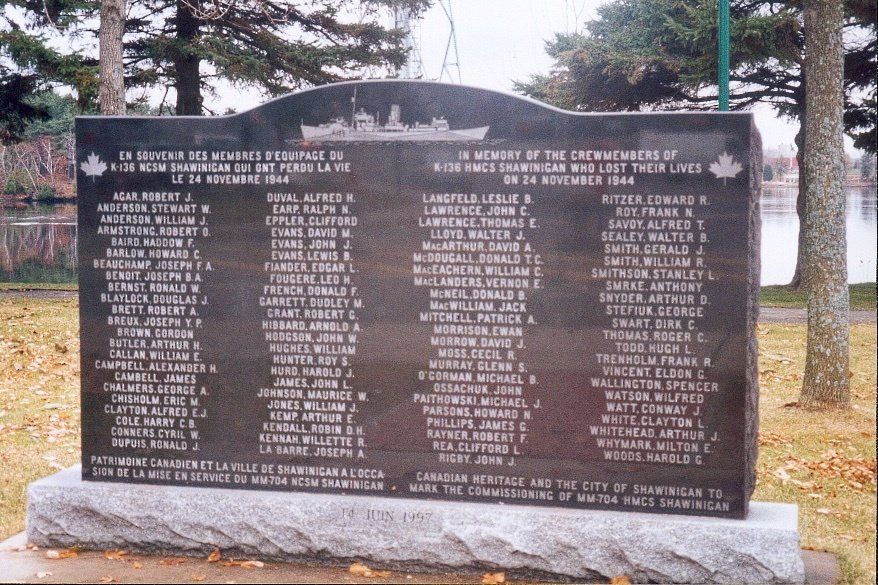 EN SOUVENIR DES MEMBRES D'EQUIPAGE DU
K-136 NCSM SHAWINIGAN QUI ONT PERDU LA VIE
LE 24 NOVEMBRE 1944
AGAR, ROBERT J.
ANDERSON, STEWART W.
ANDERSON, WILLIAM J.
ARMSTRONG, ROBERT O.
BAIRD, HADDOW F.
BARLOW, HOWARD C.
BEAUCHAMP, JOSEPH F.A.
BENOIT, JOSEPH B.A.
BERNST, RONALD W.
BLAYLOCK, DOUGLAS J.
BRETT, ROBERT A.
BREUX, JOSEPH Y.P.
BROWN, GORDON
BUTLER, ARTHUR H.
CALLAN, WILLIAM E.
CAMPBELL, ALEXANDER H.
CAMBELL, JAMES
CHALMERS, GEORGE A.
CHISHOLM, ERIC M.
CLAYTON, ALFRED E.J.
COLE, HARRY C.B.
CONNERS, CYRIL W.
DUPUIS, RONALD J.
DUVAL, ALFRED H.
EARP, RALPH N.
EPPLER, CLIFFORD
EVANS, DAVID M.
EVANS, JOHN J.
EVANS, LEWIS B.
FIANDER, EDGAR L.
FOUGERE, LEO H.
FRENCH, DONALD F.
GARRETT, DUDLEY M.
GRANT, ROBERT G.
HIBBARD, ARNOLD A.
HODGSON, JOHN W.
HUGHES, WILLIAM
HUNTER, ROY S.
HURD, HAROLD J.
JAMES, JOHN L.
JOHNSON, MAURICE W.
JONES, WILLIAM J.
KEMP, ARTHUR E.
KENDALL, ROBIN D.H.
KENNAH, WILLETTE R.
LA BARRE, JOSEPH A.
PATRIMOINE CANADIEN ET LA VILLE DE SHAWINIGAN A L'OCCA-
SION DE LA MISE EN SERVICE DU MM-704 NCSM SHAWINIGAN
IN MEMORY OF THE CREWMEMBERS OF
K-136 HMCS SHAWINIGAN WHO LOST THEIR LIVES
ON 24 NOVEMBER 1944
LANGFELD, LESLIE B.
LAWRENCE, JOHN C.
LAWRENCE, THOMAS E.
LLOYD, WALTER J.
MACARTHUR, DAVID A.
MCDOUGALL, DONALD T.C.
MACEACHERN, WILLIAM C.
MACLANDERS, VERNON E.
MCNEIL, DONALD B.
MACWILLIAM, JACK
MITCHELL, PATRICK A.
MORRISON, EWAN
MORROW, DAVID J.
MOSS, CECIL R.
MURRAY, GLENN S.
O'GORMAN, MICHAEL B.
OSSACHUK, JOHN
PAITHOWSKI, MICHAEL J.
PARSONS, HOWARD N.
PHILLIPS, JAMES G.
RAYNER, ROBERT F.
REA, CLIFFORD L.
RIGBY, JOHN J.
RITZER, EDWARD R.
ROY, FRANK N.
SAVOY, ALFRED T.
SEALEY, WALTER B.
SMITH, GERALD J.
SMITH, WILLIAM R.
SMITHSON, STANLEY L.
SMRKE, ANTHONY
SNYDER, ARTHUR D.
STEFIUK, GEORGE
SWART, DIRK C.
THOMAS, ROGER C.
TODD, HUGH L.
TRENHOLM, FRANK R.
VINCENT, ELDON G.
WALLINGTON, SPENCER
WATSON, WILFRED
WATT, CONWAY J.
WHITE, CLAYTON L.
WHITEHEAD, ARTHUR J.
WHYMARK, MILTON E.
WOODS, HAROLD G.
CANADIAN HERITAGE AND THE CITY OF SHAWINIGAN TO
MARK THE COMMISSIONING OF MM-704 HMCS SHAWINIGAN
14 JUIN 1997